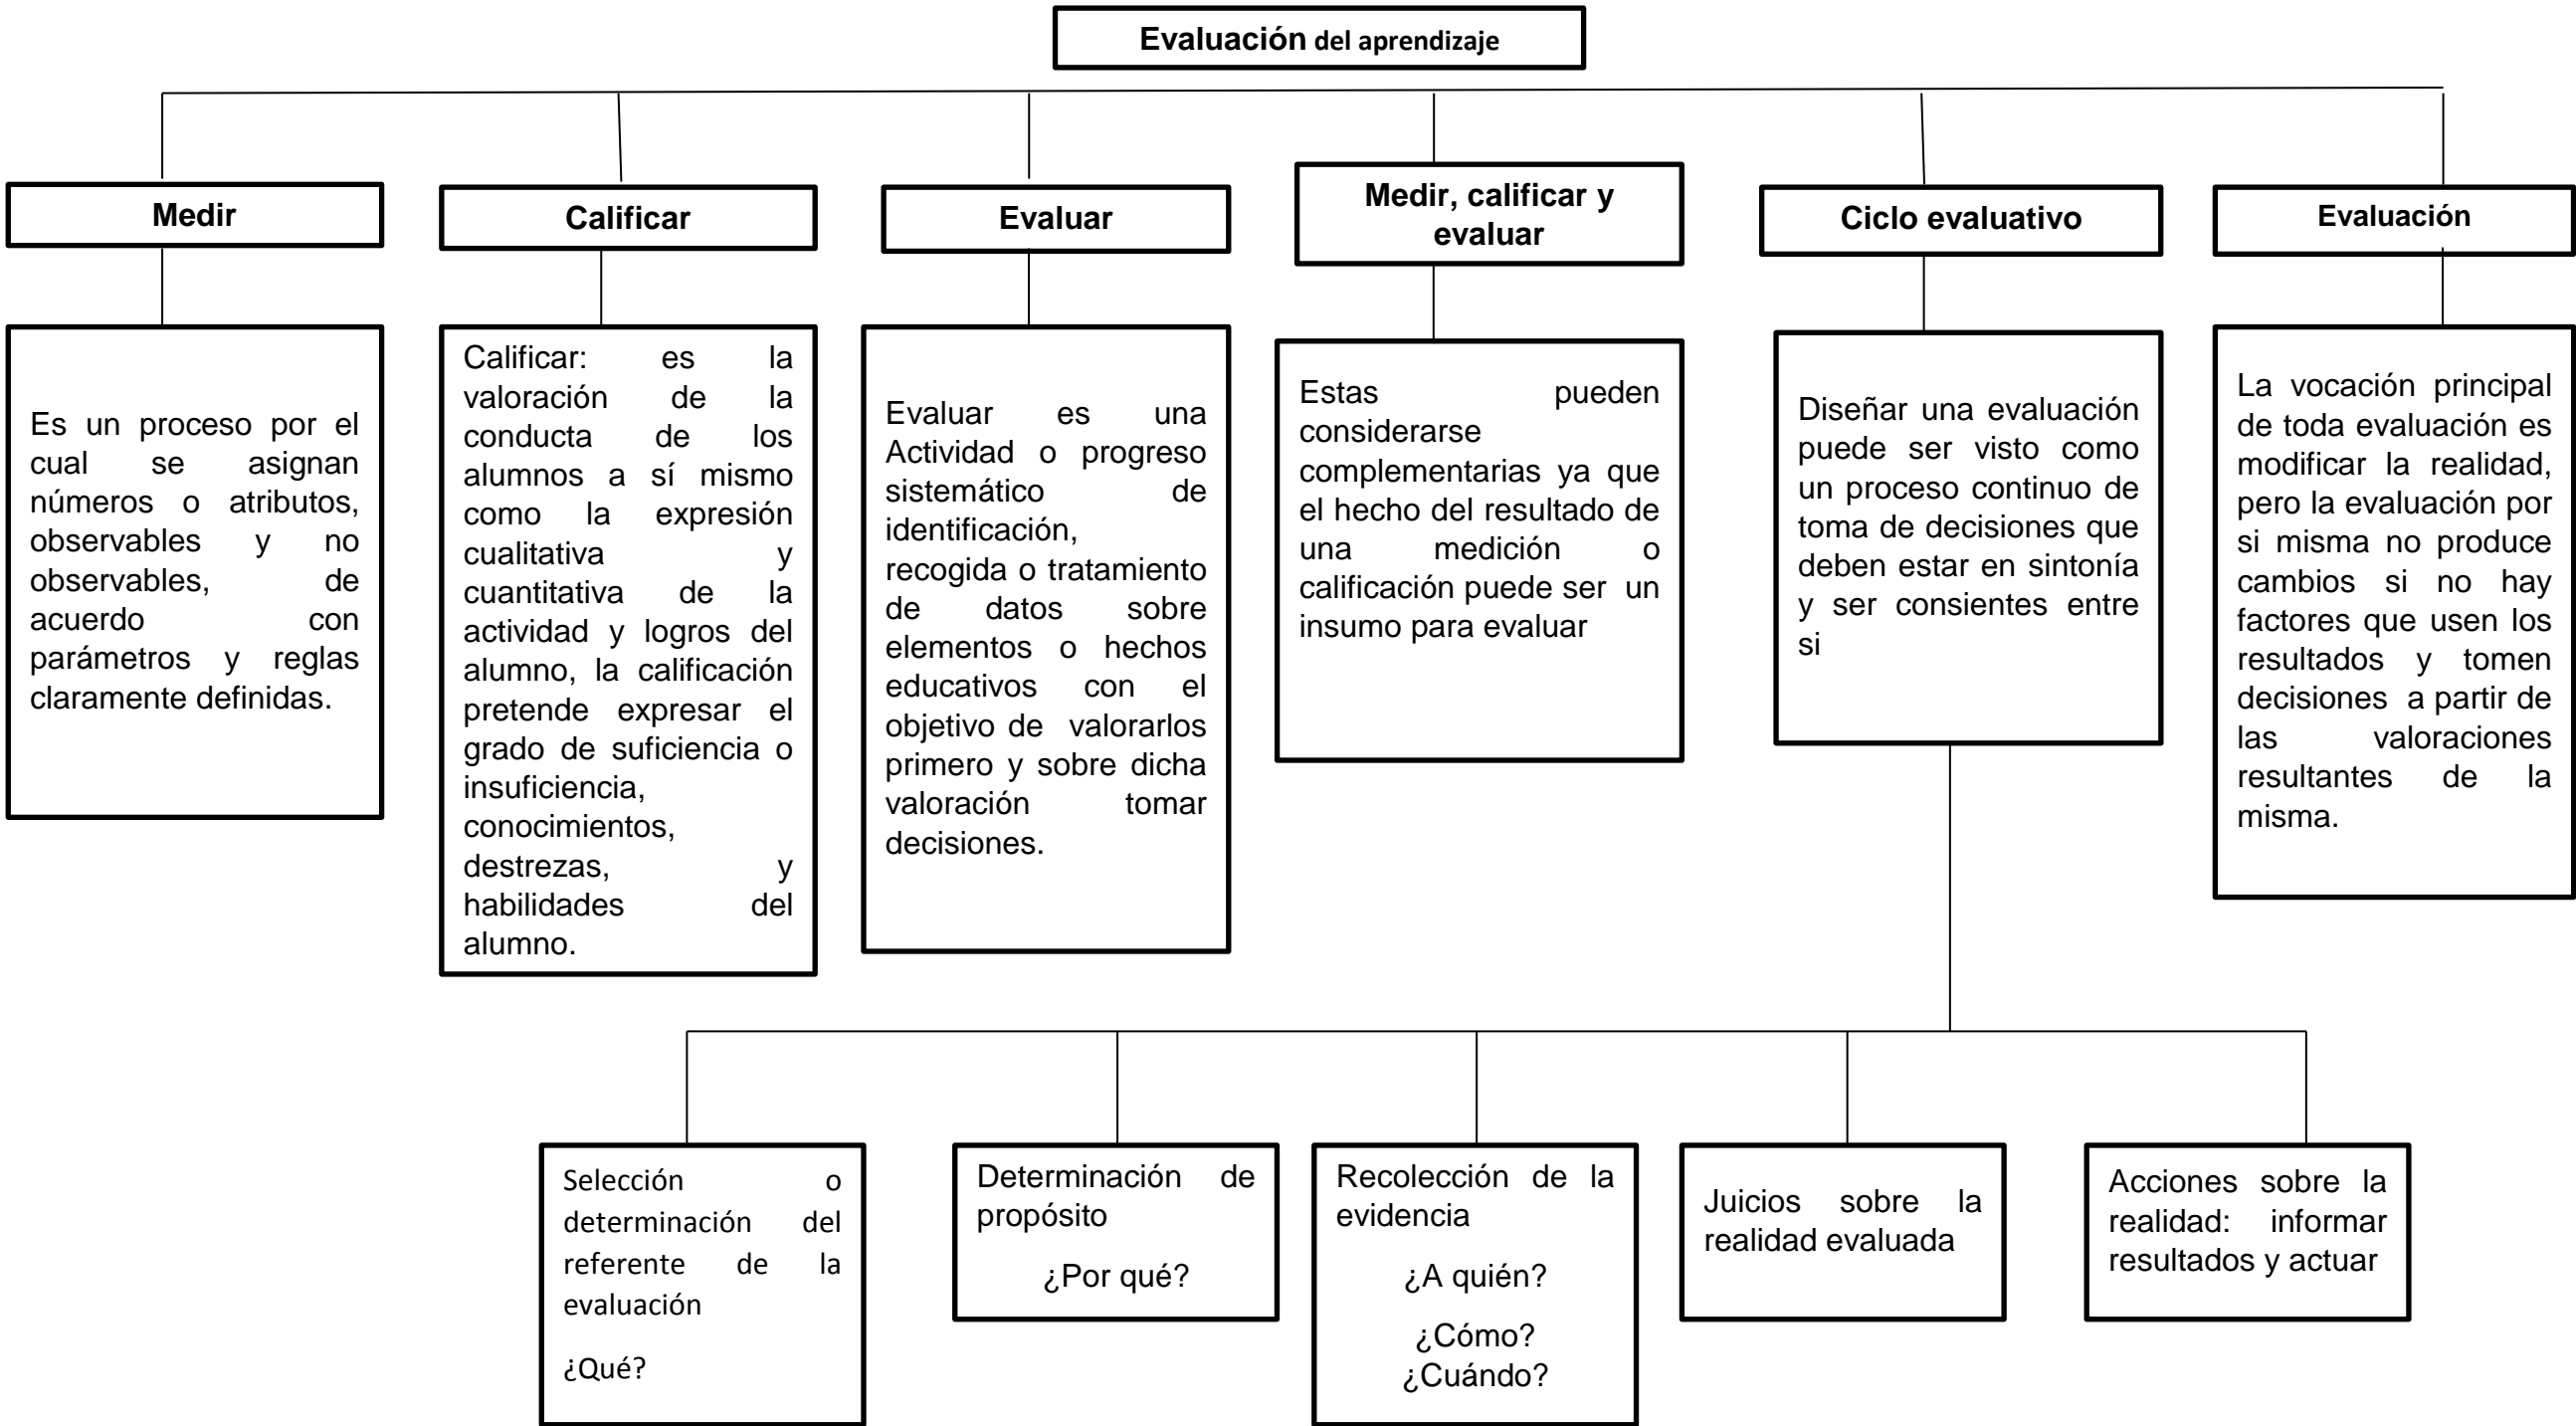 Evaluación del aprendizaje
Medir
Calificar
Evaluar
Medir, calificar y
evaluar
Ciclo evaluativo
Evaluación
Es un proceso por el
cual se asignan
números o atributos,
observables y no
observables, de
acuerdo con
parámetros y reglas
claramente definidas.
Calificar: es la
valoración de la
conducta de los
alumnos a sí mismo
como la expresión
cualitativa y
cuantitativa de la
actividad y logros del
alumno, la calificación
pretende expresar el
grado de suficiencia o
insuficiencia,
conocimientos,
destrezas, y
habilidades del
alumno.
Evaluar es una
Actividad o progreso
sistemático de
identificación,
recogida o tratamiento
de datos sobre
elementos o hechos
educativos con el
objetivo de valorarlos
primero y sobre dicha
valoración tomar
decisiones.
Estas pueden
considerarse
complementarias ya que
el hecho del resultado de
una medición o
calificación puede ser un
insumo para evaluar
Diseñar una evaluación
puede ser visto como
un proceso continuo de
toma de decisiones que
deben estar en sintonía
y ser consientes entre
si
La vocación principal
de toda evaluación es
modificar la realidad,
pero la evaluación por
si misma no produce
cambios si no hay
factores que usen los
resultados y tomen
decisiones a partir de
las valoraciones
resultantes de la
misma.
Selección o
determinación del
referente de la
evaluación
¿Qué?
Determinación de
propósito
¿Por qué?
Recolección de la
evidencia
¿A quién?
¿Cómo?
¿Cuándo?
Juicios sobre la
realidad evaluada
Acciones sobre la
realidad: informar
resultados y actuar